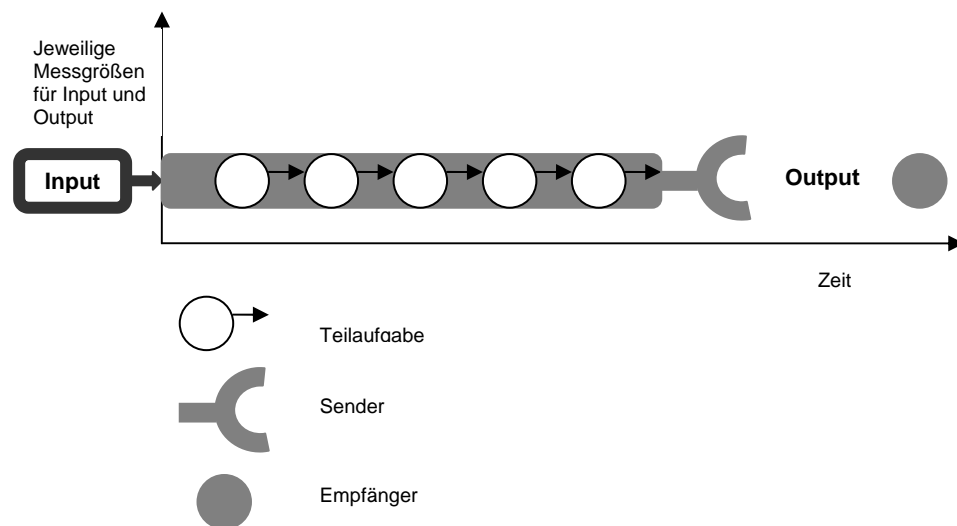 Jeweilige
Messgrößen
für Input und
Output
Input
Output
Zeit
Teilaufgabe
Sender
Empfänger